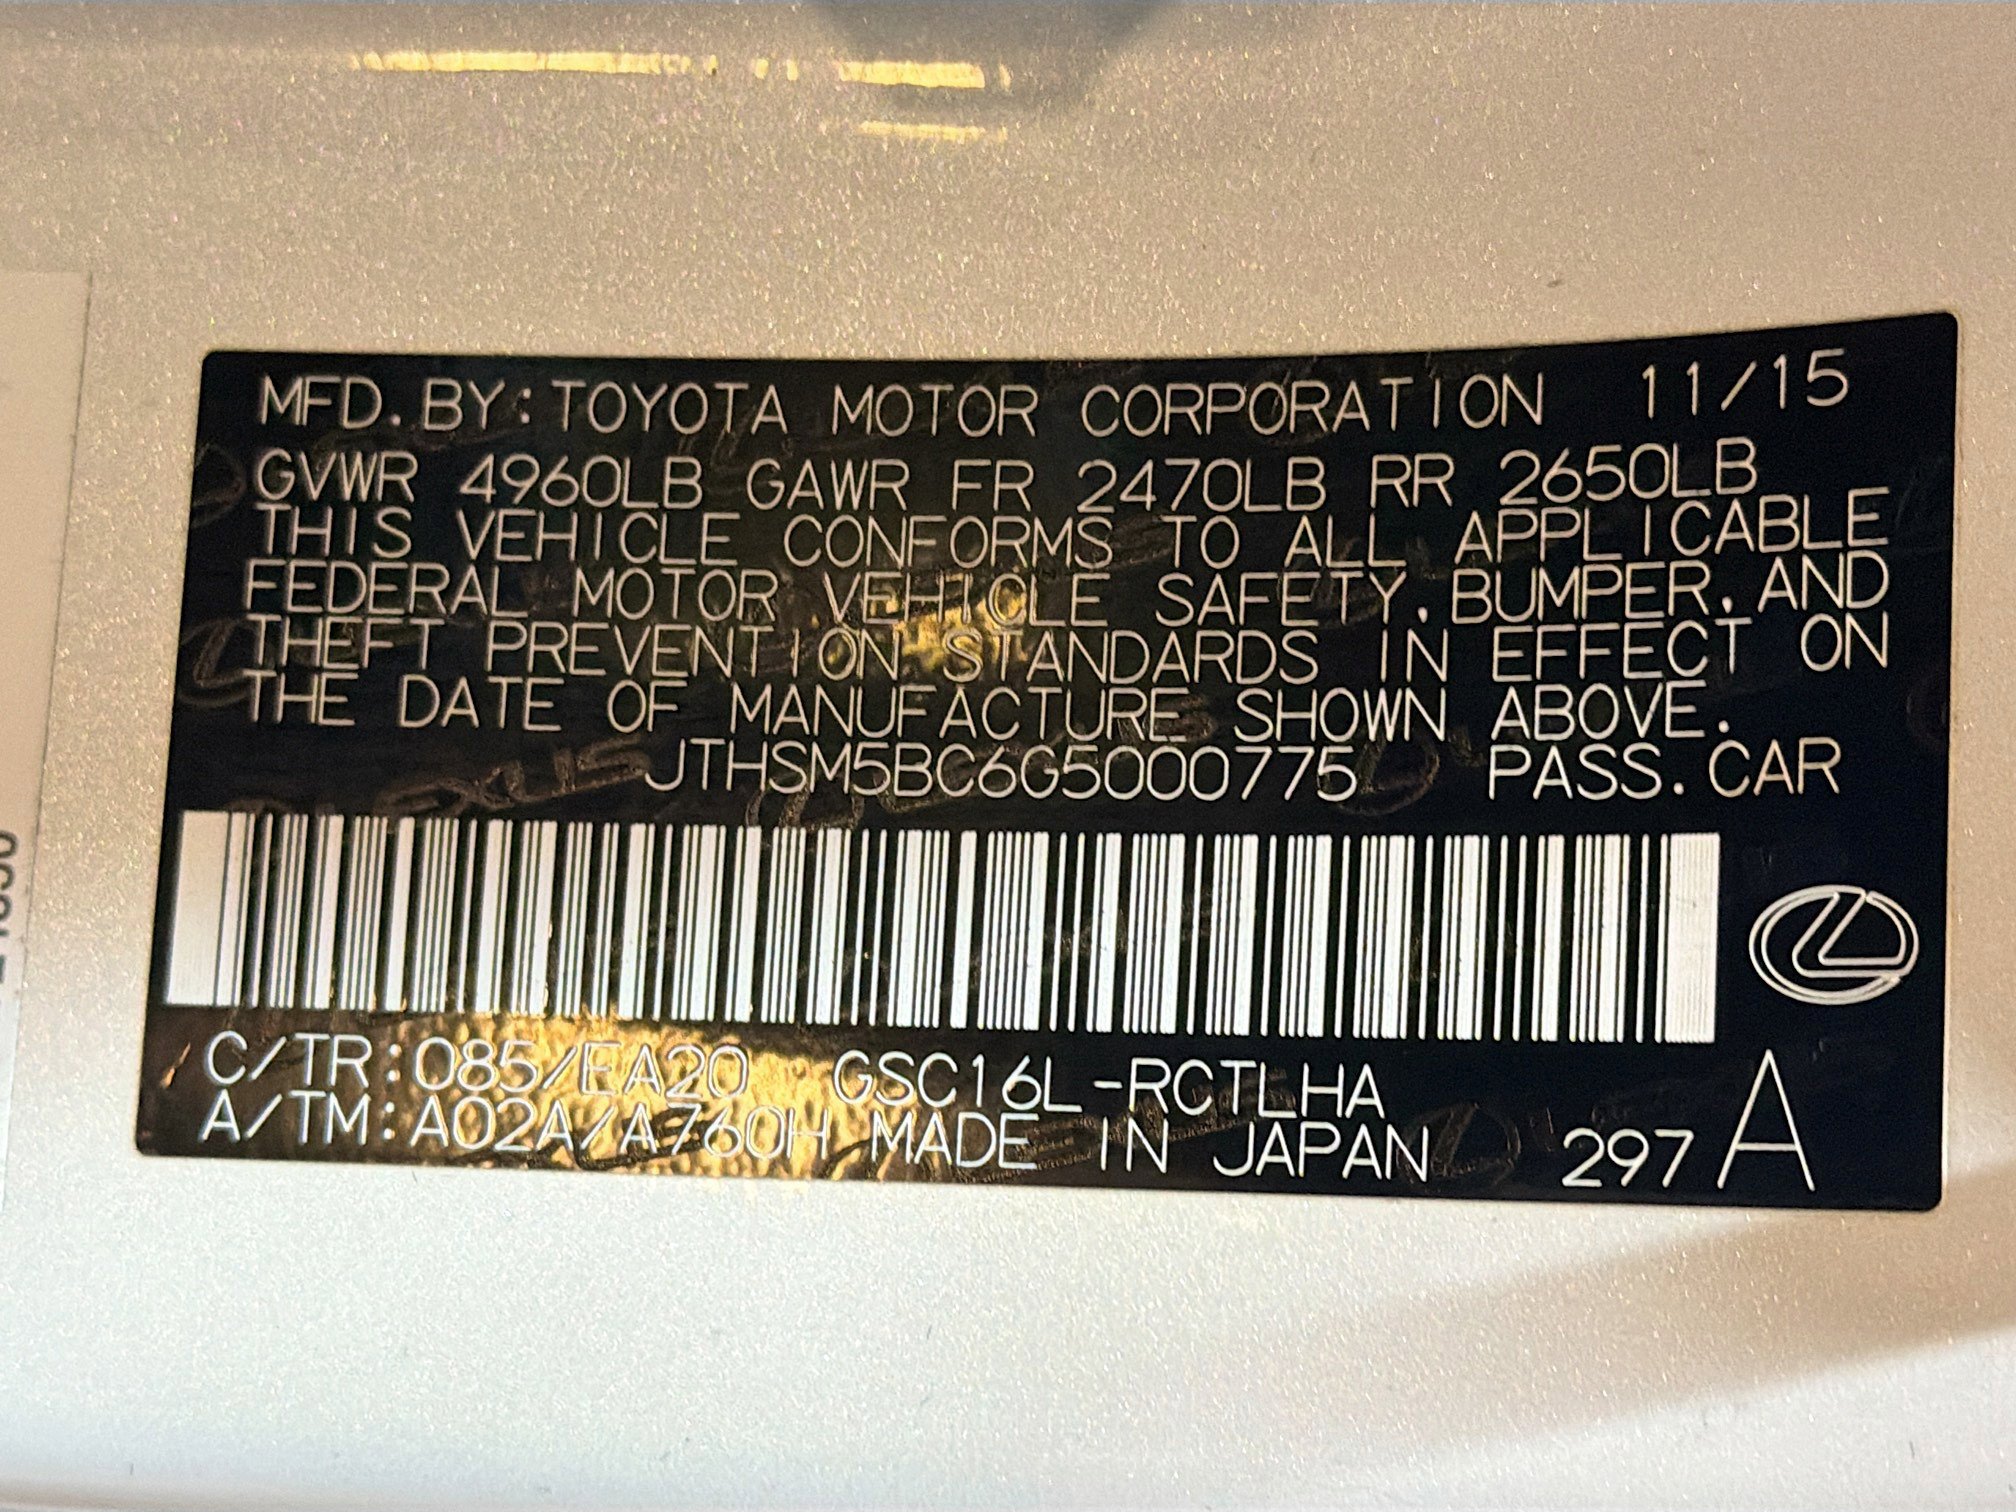 MFD.BY:TOYOTA MOTOR CORPORATION 11/15
GVWR 4960LB GAWR FR 2470LB RR 2650LB
THIS VEHICLE CONFORMS TO ALL APPLICABLE
FEDERAL MOTOR VEHICLE SAFETY, BUMPER, AND
THEFT PREVENTION STANDARDS IN EFFECT ON
THE DATE OF MANUFACTURE SHOWN ABOVE.
JTHSM5BC6G5000775 PASS.CAR
C/TR:085/EA20 GSC16L-RCTLHA
A/TM:A02A/A760H MADE IN JAPAN 297 A